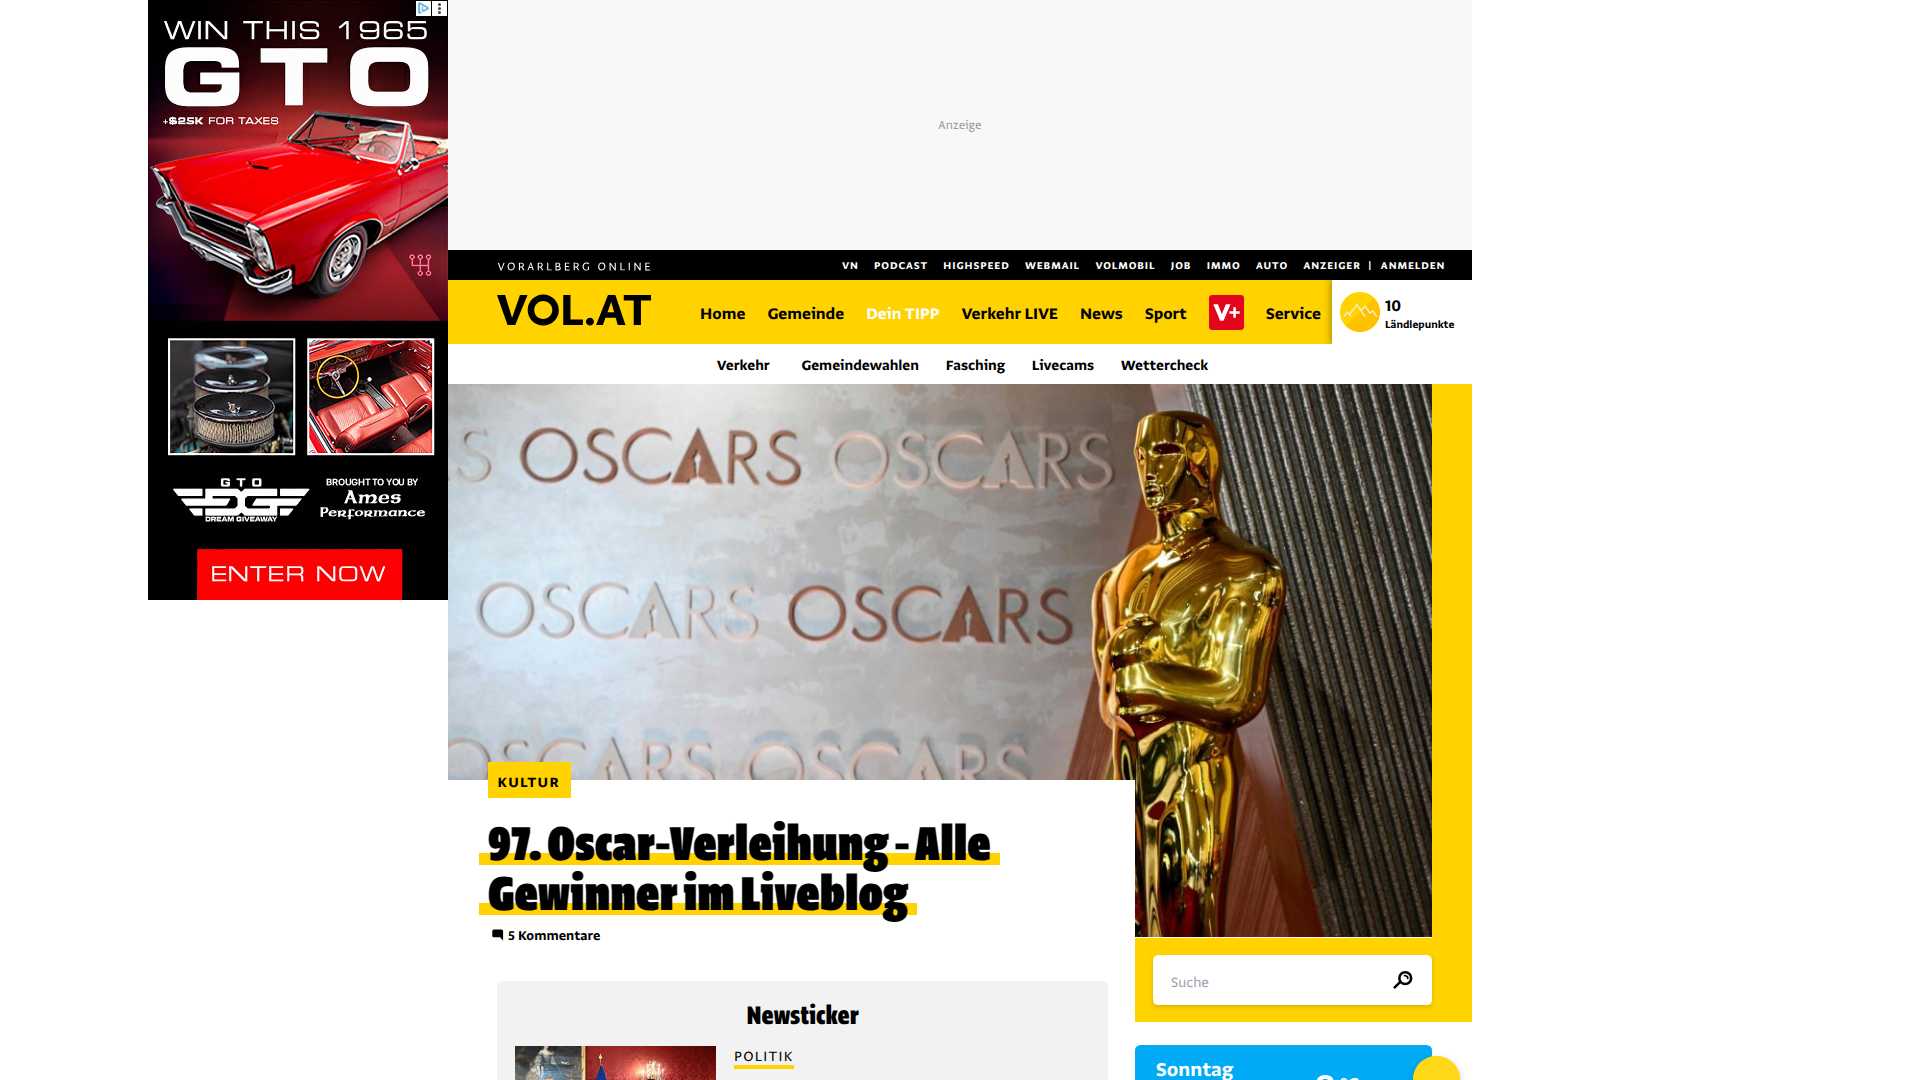 WIN THIS 1965
GTO
+$25K FOR TAXES
GTO
DREAM GIVEAWAY
BROUGHT TO YOU BY
Ames
Performance
ENTER NOW
Anzeige
VORARLBERG ONLINE
VN PODCAST HIGHSPEED WEBMAIL VOLMOBIL JOB IMMO AUTO ANZEIGER | ANMELDEN
VOL.AT
Home Gemeinde Dein TIPP Verkehr LIVE News Sport V+ Service
10
Ländlepunkte
Verkehr Gemeindewahlen Fasching Livecams Wettercheck
S OSCARS OSCARS
OSCARS OSCARS
OSCARS OSCARS
KULTUR
97. Oscar-Verleihung - Alle
Gewinner im Liveblog
5 Kommentare
Suche
Newsticker
POLITIK
Sonntag